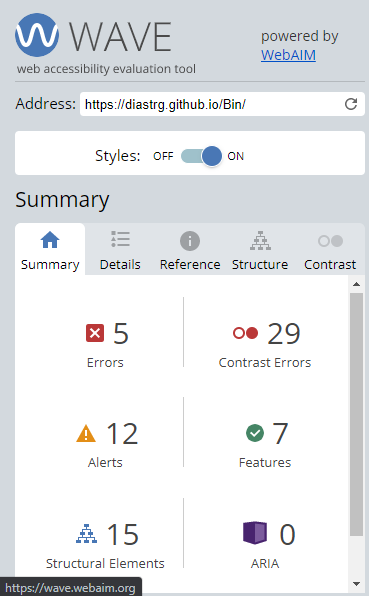 WAVE
web accessibility evaluation tool
powered by
WebAIM
Address: https://diastrg.github.io/Bin/
Styles: OFF ON
Summary
Summary Details Reference Structure Contrast
5 29
Errors Contrast Errors
12 7
Alerts Features
15 0
Structural Elements ARIA
https://wave.webaim.org